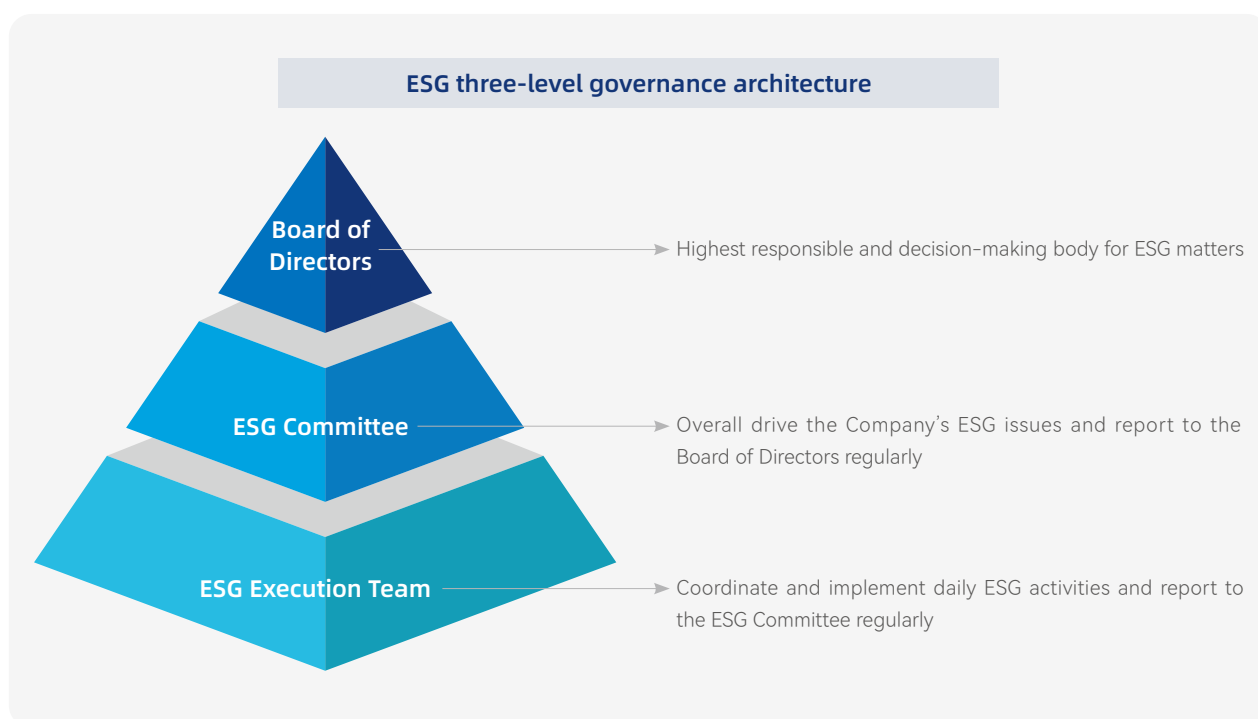 ESG three-level governance architecture
Board of
Directors
Highest responsible and decision-making body for ESG matters
ESG Committee
Overall drive the Company’s ESG issues and report to the
Board of Directors regularly
ESG Execution Team
Coordinate and implement daily ESG activities and report to
the ESG Committee regularly